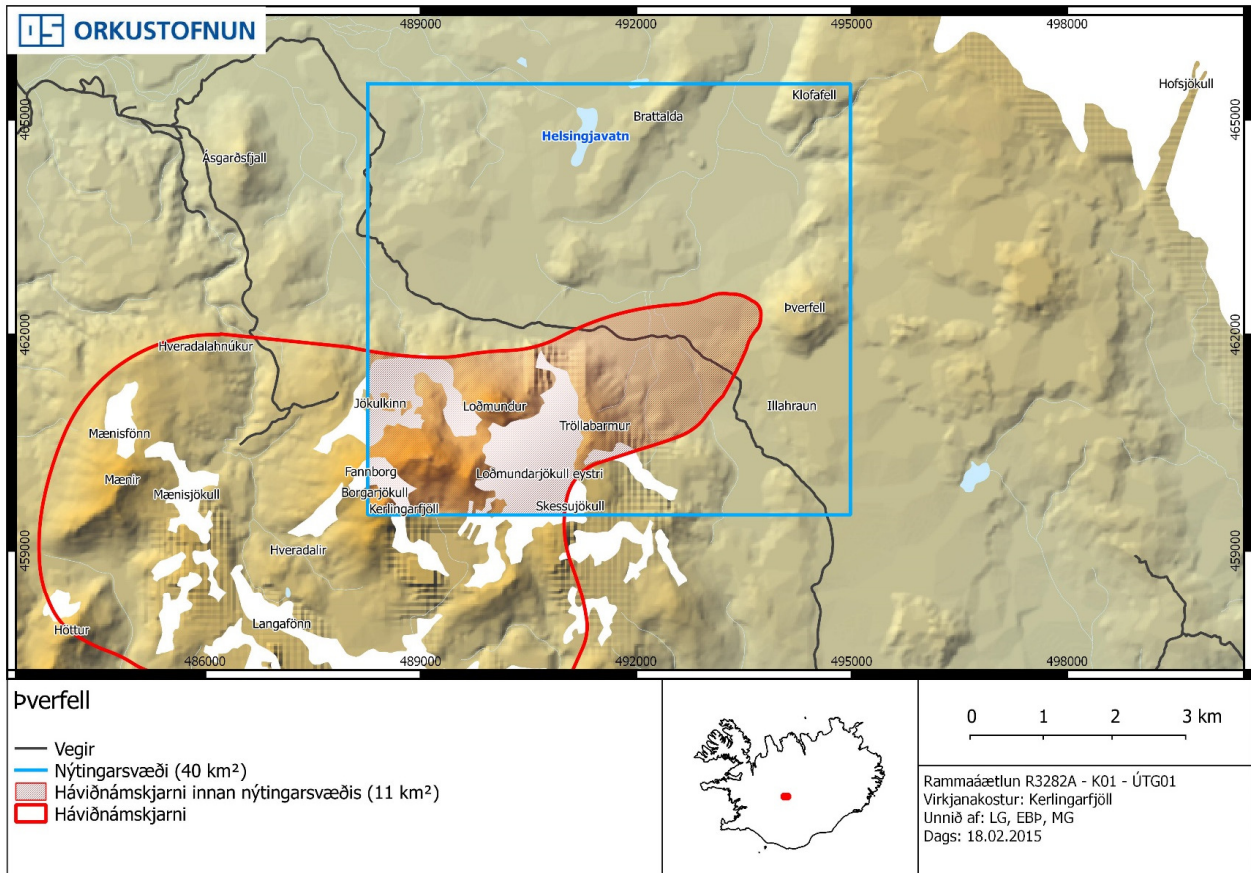 OS ORKUSTOFNUN
489000
492000
495000
498000
Hofsjökull
Klofafell
465000
Brattalda
465000
Helsingjavatn
Ásgarðsfjall
Þverfell
462000
Hveradalahnúkur
462000
Jökulkinn
Loðmundur
Illahraun
Mænisfönn
Tröllabarmur
Fannborg
Loðmundarjökull eystri
Mænir
Mænisjökull
Borgarjökull
Skessujökull
Kerlingarfjöll
459000
Hveradalir
459000
Langafönn
Höttur
486000
489000
492000
495000
498000
Þverfell
Vegir
Nýtingarsvæði (40 km²)
Háviðnámskjarni innan nýtingarsvæðis (11 km²)
Háviðnámskjarni
0 1 2 3 km
Rammaáætlun R3282A - K01 - ÚTG01
Virkjanakostur: Kerlingarfjöll
Unnið af: LG, EBÞ, MG
Dags: 18.02.2015